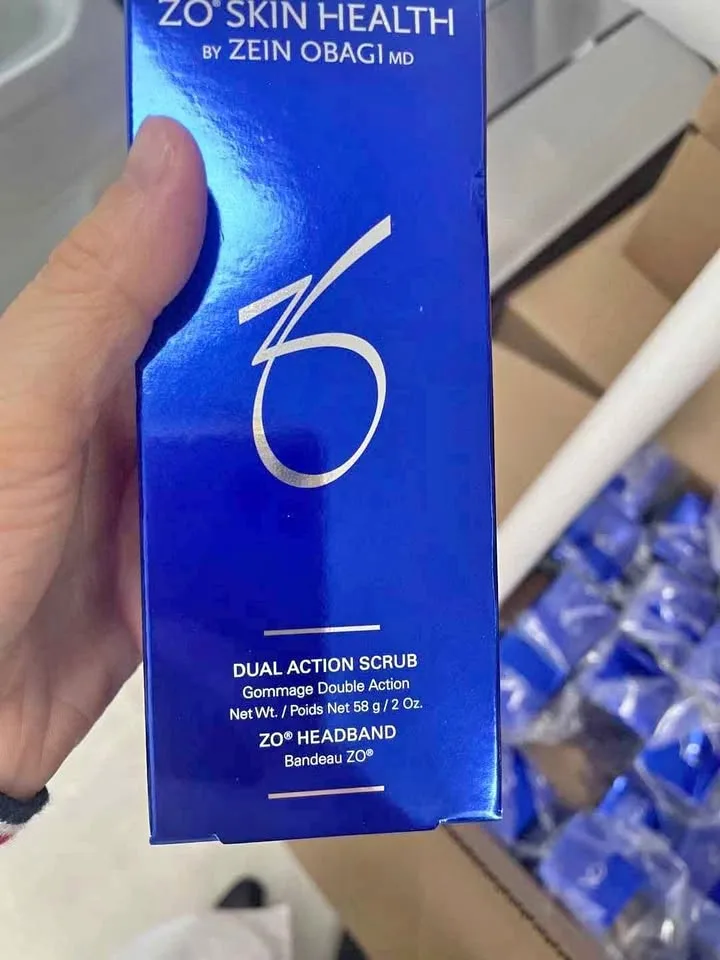 ZO® SKIN HEALTH
BY ZEIN OBAGI MD
DUAL ACTION SCRUB
Gommage Double Action
Net Wt. / Poids Net 58 g / 2 Oz.
ZO® HEADBAND
Bandeau ZO®